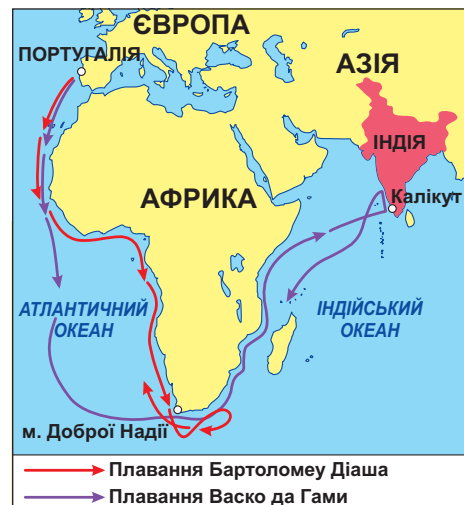 ЄВРОПА
ПОРТУГАЛІЯ
АЗІЯ
ІНДІЯ
Калікут
АФРИКА
АТЛАНТИЧНИЙ
ОКЕАН
ІНДІЙСЬКИЙ
ОКЕАН
м. Доброї Надії
Плавання Бартоломеу Діаша
Плавання Васко да Гами